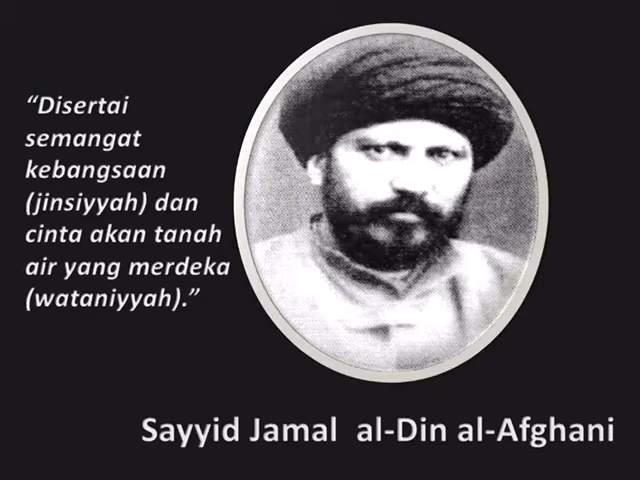 “Disertai
semangat
kebangsaan
(jinsiyyah) dan
cinta akan tanah
air yang merdeka
(wataniyyah).”
Sayyid Jamal  al-Din al-Afghani